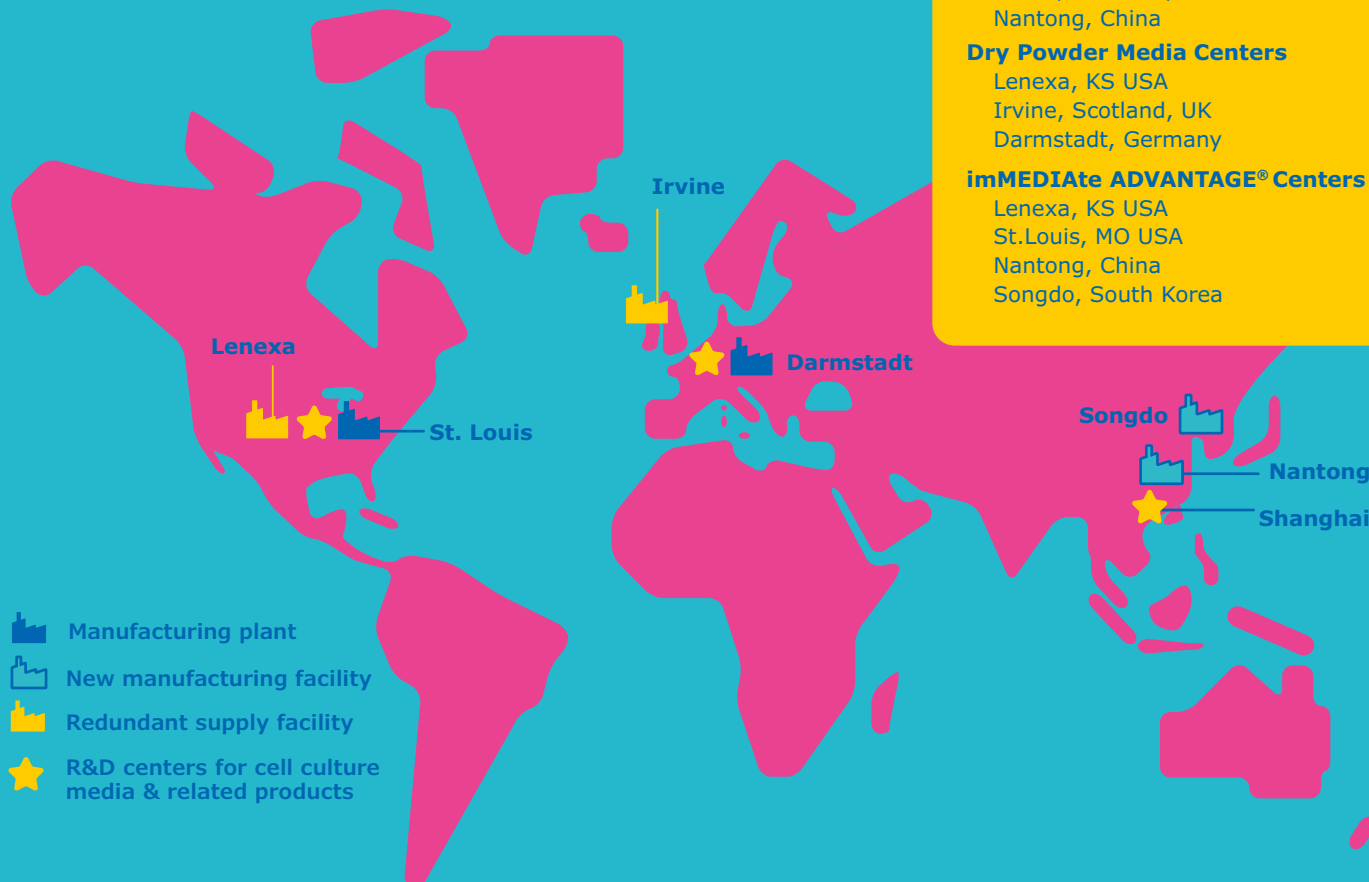 Nantong, China
Dry Powder Media Centers
Lenexa, KS USA
Irvine, Scotland, UK
Darmstadt, Germany
imMEDIAte ADVANTAGE® Centers
Lenexa, KS USA
St.Louis, MO USA
Nantong, China
Songdo, South Korea
Irvine
Lenexa
Darmstadt
St. Louis
Songdo
Nantong
Shanghai
Manufacturing plant
New manufacturing facility
Redundant supply facility
R&D centers for cell culture
media & related products